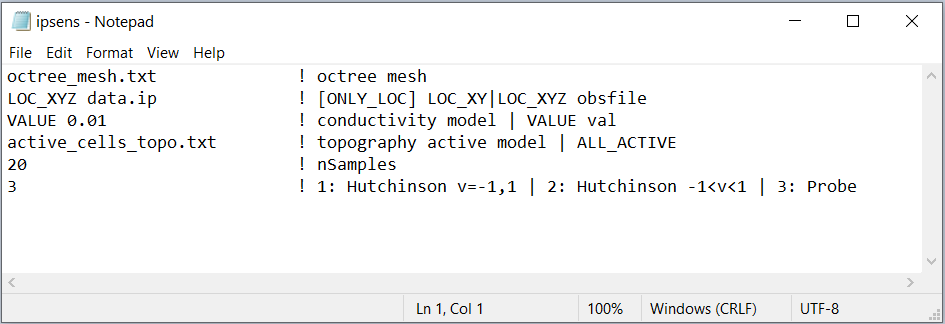 ipsens - Notepad
File Edit Format View Help
octree_mesh.txt ! octree mesh
LOC_XYZ data.ip ! [ONLY_LOC] LOC_XY|LOC_XYZ obsfile
VALUE 0.01 ! conductivity model | VALUE val
active_cells_topo.txt ! topography active model | ALL_ACTIVE
20 ! nSamples
3 ! 1: Hutchinson v=-1,1 | 2: Hutchinson -1<v<1 | 3: Probe
Ln 1, Col 1 100% Windows (CRLF) UTF-8